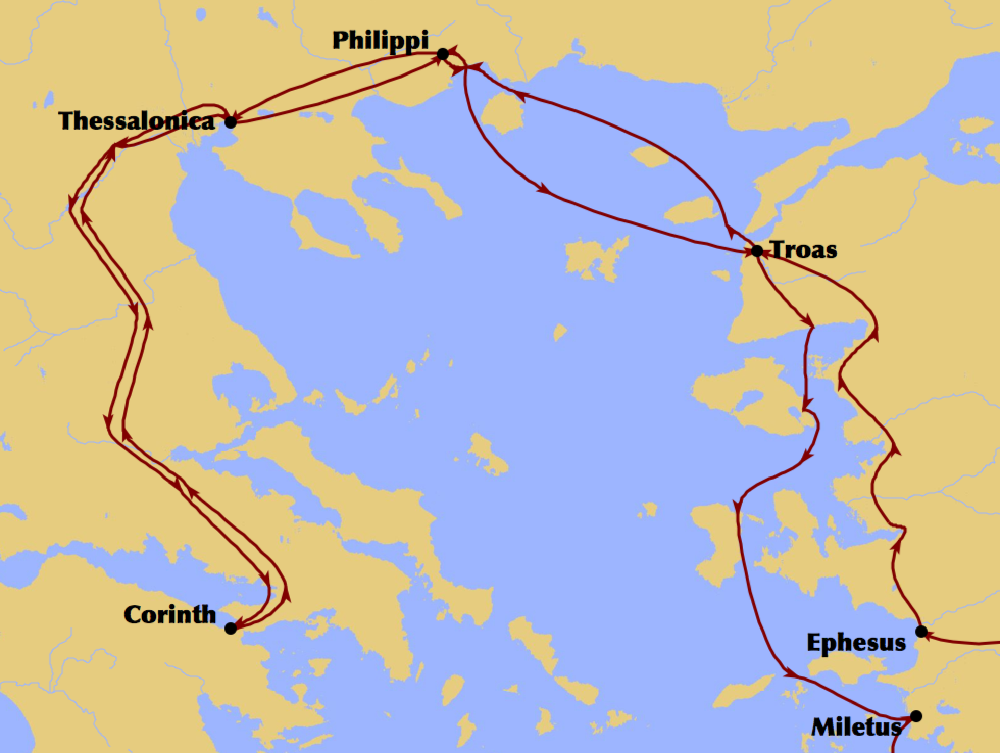 Philippi
Thessalonica
Troas
Corinth
Ephesus
Miletus